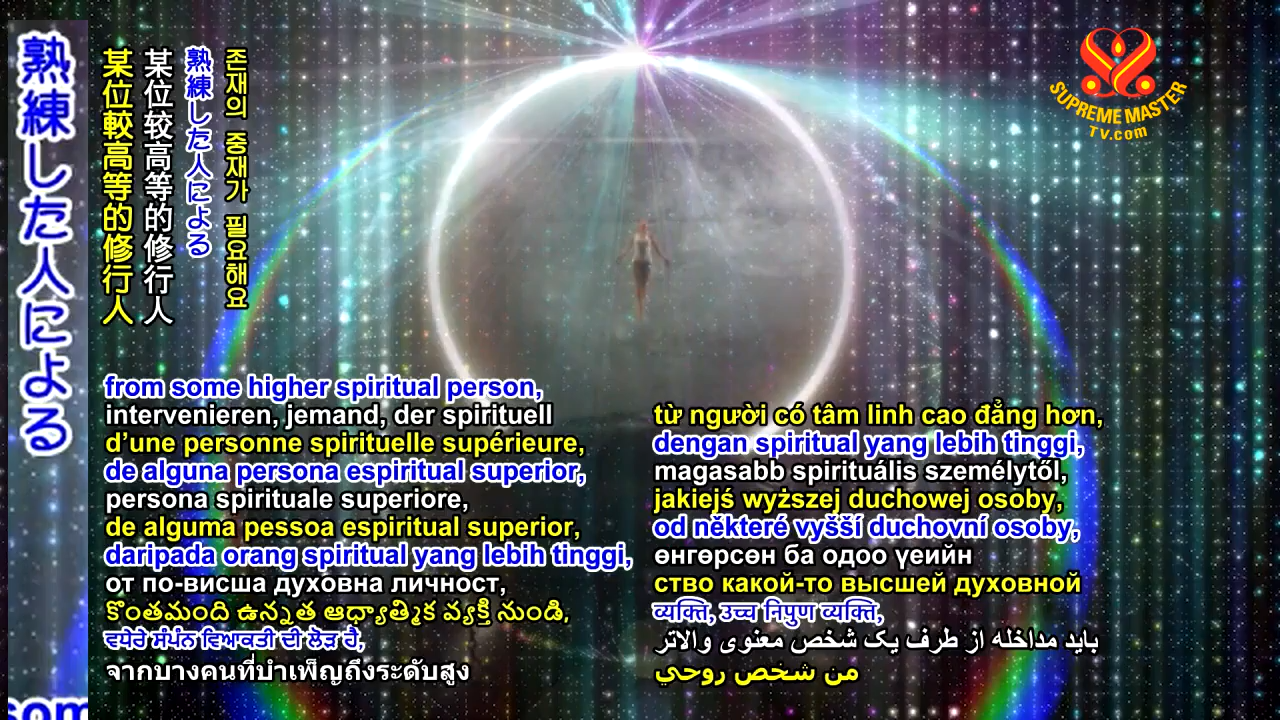 熟練した人による
som
某位較高等的修行人
某位较高等的修行人
熟練した人による
존재의 중재가 필요해요
SUPREME MASTER
TV.com
from some higher spiritual person,
intervenieren, jemand, der spirituell
d’une personne spirituelle supérieure,
de alguna persona espiritual superior,
persona spirituale superiore,
de alguma pessoa espiritual superior,
daripada orang spiritual yang lebih tinggi,
от по-висша духовна личност,
కొంతమంది ఉన్నత ఆధ్యాత్మిక వ్యక్తి నుండి,
ਵਧੇਰੇ ਸੰਪੰਨ ਵਿਆਕਤੀ ਦੀ ਲੋੜ ਹੈ,
จากบางคนที่บำเพ็ญถึงระดับสูง
từ người có tâm linh cao đẳng hơn,
dengan spiritual yang lebih tinggi,
magasabb spirituális személytől,
jakiejś wyższej duchowej osoby,
od některé vyšší duchovní osoby,
өнгөрсөн ба одоо үеийн
ство какой-то высшей духовной
व्यक्ति, उच्च निपुण व्यक्ति,
باید مداخله از طرف یک شخص معنوی والاتر
من شخص روحي